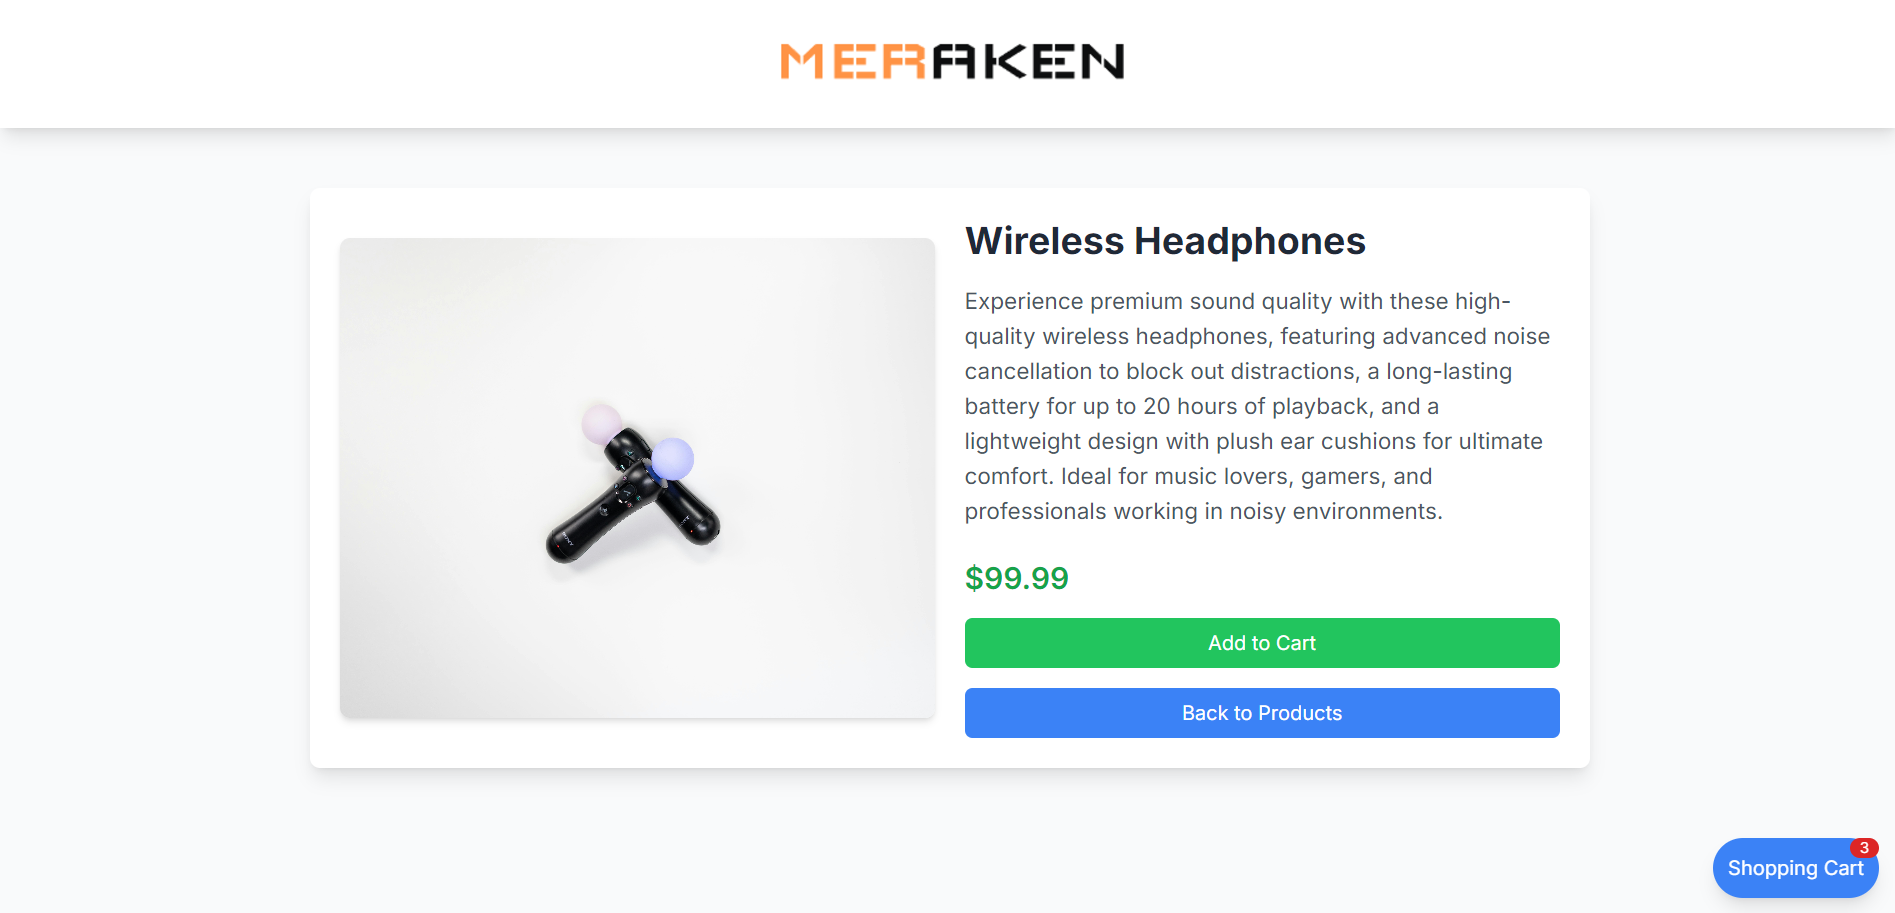 MERAKEN
Wireless Headphones
Experience premium sound quality with these high-
quality wireless headphones, featuring advanced noise
cancellation to block out distractions, a long-lasting
battery for up to 20 hours of playback, and a
lightweight design with plush ear cushions for ultimate
comfort. Ideal for music lovers, gamers, and
professionals working in noisy environments.
$99.99
Add to Cart
Back to Products
3
Shopping Cart